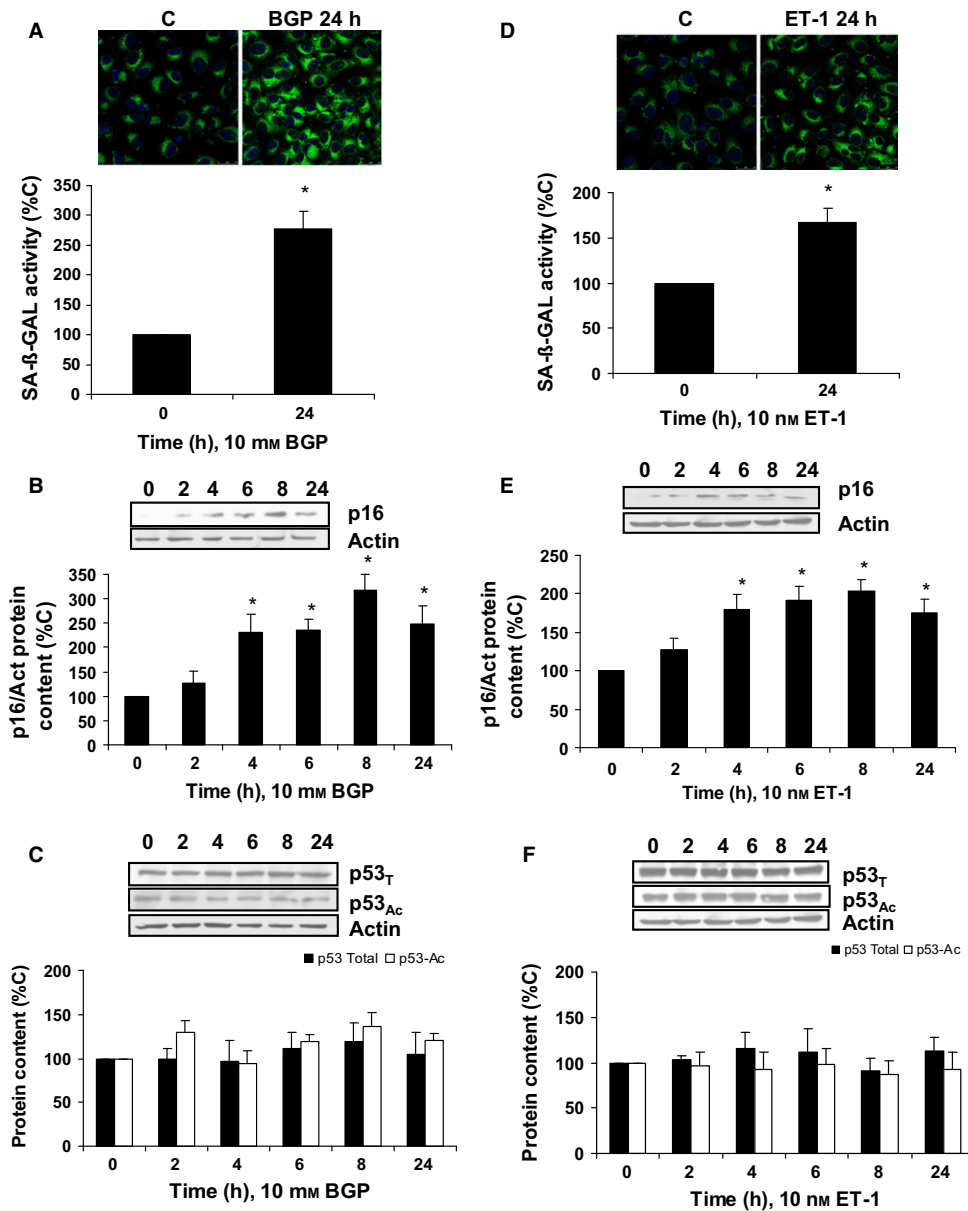 A
C
BGP 24 h
SA-ß-GAL activity (%C)
350
300
250
200
150
100
50
0
0 24
Time (h), 10 mM BGP
B
0 2 4 6 8 24
p16
Actin
p16/Act protein
content (%C)
350
300
250
200
150
100
50
0
* * * *
0 2 4 6 8 24
Time (h), 10 mM BGP
C
0 2 4 6 8 24
p53T
p53Ac
Actin
p53 Total p53-Ac
Protein content (%C)
200
150
100
50
0
0 2 4 6 8 24
Time (h), 10 mM BGP
D
C
ET-1 24 h
SA-ß-GAL activity (%C)
200
150
100
50
0
*
0 24
Time (h), 10 nM ET-1
E
0 2 4 6 8 24
p16
Actin
p16/Act protein
content (%C)
250
200
150
100
50
0
* * * *
0 2 4 6 8 24
Time (h), 10 nM ET-1
F
0 2 4 6 8 24
p53T
p53Ac
Actin
p53 Total p53-Ac
Protein content (%C)
200
150
100
50
0
0 2 4 6 8 24
Time (h), 10 nM ET-1